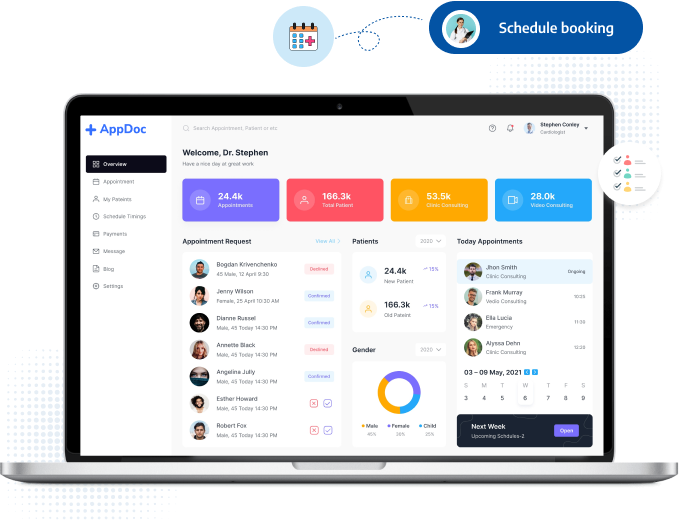 Schedule booking
AppDoc
Search Appointment, Patient or etc
Stephen Conley
Cardiologist
Welcome, Dr. Stephen
Have a nice day at great work
Overview
Appointment
My Pateints
Schedule Timings
Payments
Message
Blog
Settings
24.4k
Appointments
166.3k
Total Patient
53.5k
Clinic Consulting
28.0k
Video Consulting
Appointment Request
View All
Bogdan Krivenchenko
45 Male, 12 April 9:30
Declined
Jenny Wilson
Female, 25 April 10:30 AM
Confirmed
Dianne Russel
Male, 45 Today 14:30 PM
Confirmed
Annette Black
Male, 45 Today 14:30 PM
Declined
Angelina Jully
Male, 45 Today 14:30 PM
Confirmed
Esther Howard
Male, 45 Today 14:30 PM
Robert Fox
Male, 25 Today 14:30 PM
Patients
2020
24.4k
15%
New Patient
166.3k
15%
Old Pateint
Gender
2020
Male Female Child
45% 36% 25%
Today Appointments
Jhon Smith
Clinic Consulting
Ongoing
Frank Murray
Vedio Consulting
10:25
Ella Lucia
Emergency
11:30
Alyssa Dehn
Clinic Consulting
12:20
03 – 09 May, 2021
S M T W T F S
3 4 5 6 7 8 9
Next Week
Upcoming Schdules-2
Open